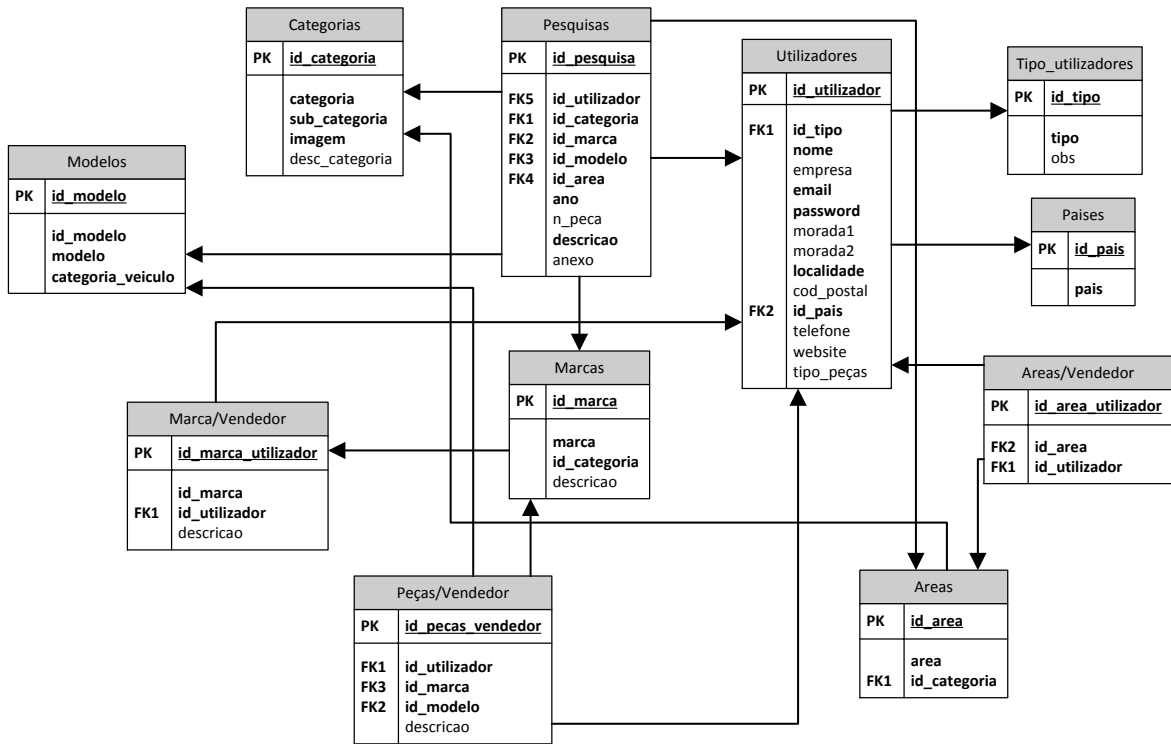 Categorias
PK id_categoria
categoria
sub_categoria
imagem
desc_categoria
Pesquisas
PK id_pesquisa
FK5 id_utilizador
FK1 id_categoria
FK2 id_marca
FK3 id_modelo
FK4 id_area
ano
n_peca
descricao
anexo
Utilizadores
PK id_utilizador
FK1 id_tipo
nome
empresa
email
password
morada1
morada2
localidade
cod_postal
FK2 id_pais
telefone
website
tipo_peças
Tipo_utilizadores
PK id_tipo
tipo
obs
Modelos
PK id_modelo
id_modelo
modelo
categoria_veiculo
Paises
PK id_pais
pais
Marcas
PK id_marca
marca
id_categoria
descricao
Areas/Vendedor
PK id_area_utilizador
FK2 id_area
FK1 id_utilizador
Marca/Vendedor
PK id_marca_utilizador
id_marca
FK1 id_utilizador
descricao
Peças/Vendedor
PK id_pecas_vendedor
FK1 id_utilizador
FK3 id_marca
FK2 id_modelo
descricao
Areas
PK id_area
area
FK1 id_categoria